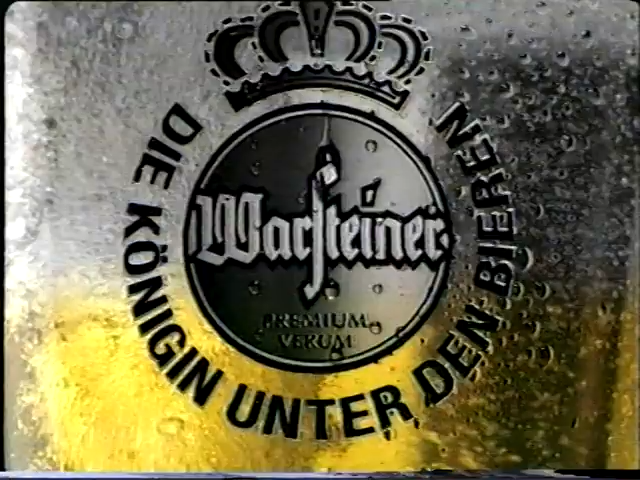 DIE KÖNIGIN UNTER DEN BIEREN
Warsteiner
PREMIUM
VERUM